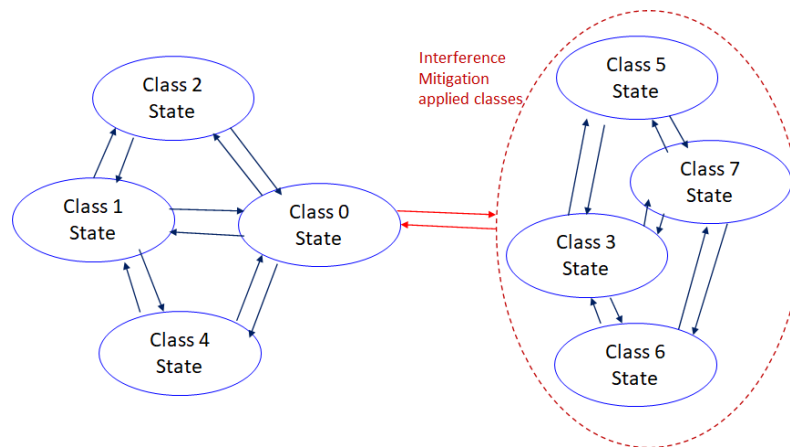 Class 2
State
Class 1
State
Class 0
State
Class 4
State
Interference
Mitigation
applied classes
Class 5
State
Class 7
State
Class 3
State
Class 6
State